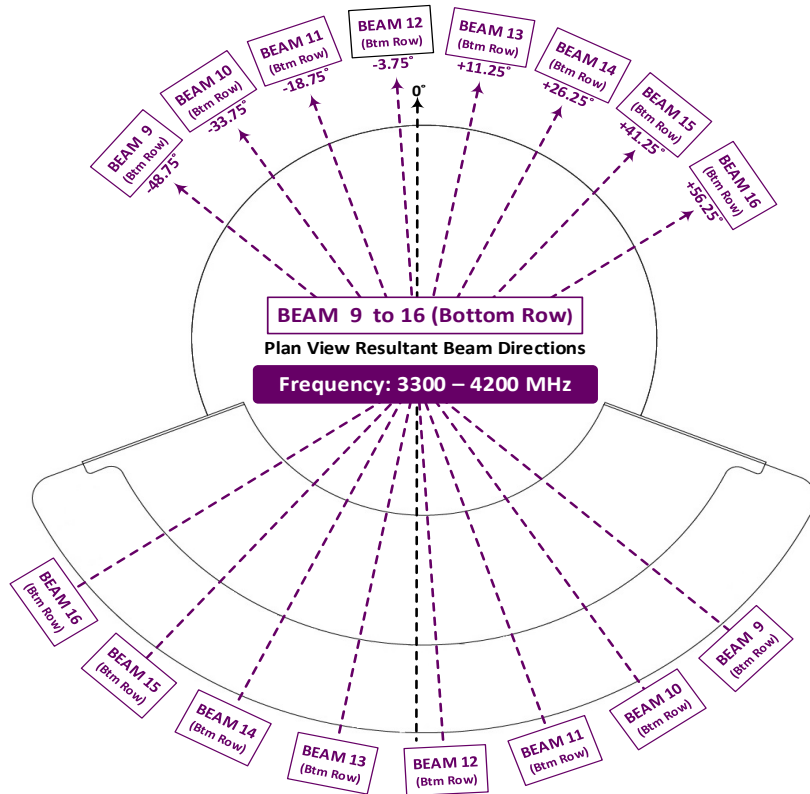 BEAM 9
(Btm Row)
-48.75°
BEAM 10
(Btm Row)
-33.75°
BEAM 11
(Btm Row)
-18.75°
BEAM 12
(Btm Row)
-3.75°
0°
BEAM 13
(Btm Row)
+11.25°
BEAM 14
(Btm Row)
+26.25°
BEAM 15
(Btm Row)
+41.25°
BEAM 16
(Btm Row)
+56.25°
BEAM 9 to 16 (Bottom Row)
Plan View Resultant Beam Directions
Frequency: 3300 – 4200 MHz
BEAM 16
(Btm Row)
BEAM 15
(Btm Row)
BEAM 14
(Btm Row)
BEAM 13
(Btm Row)
BEAM 12
(Btm Row)
BEAM 11
(Btm Row)
BEAM 10
(Btm Row)
BEAM 9
(Btm Row)